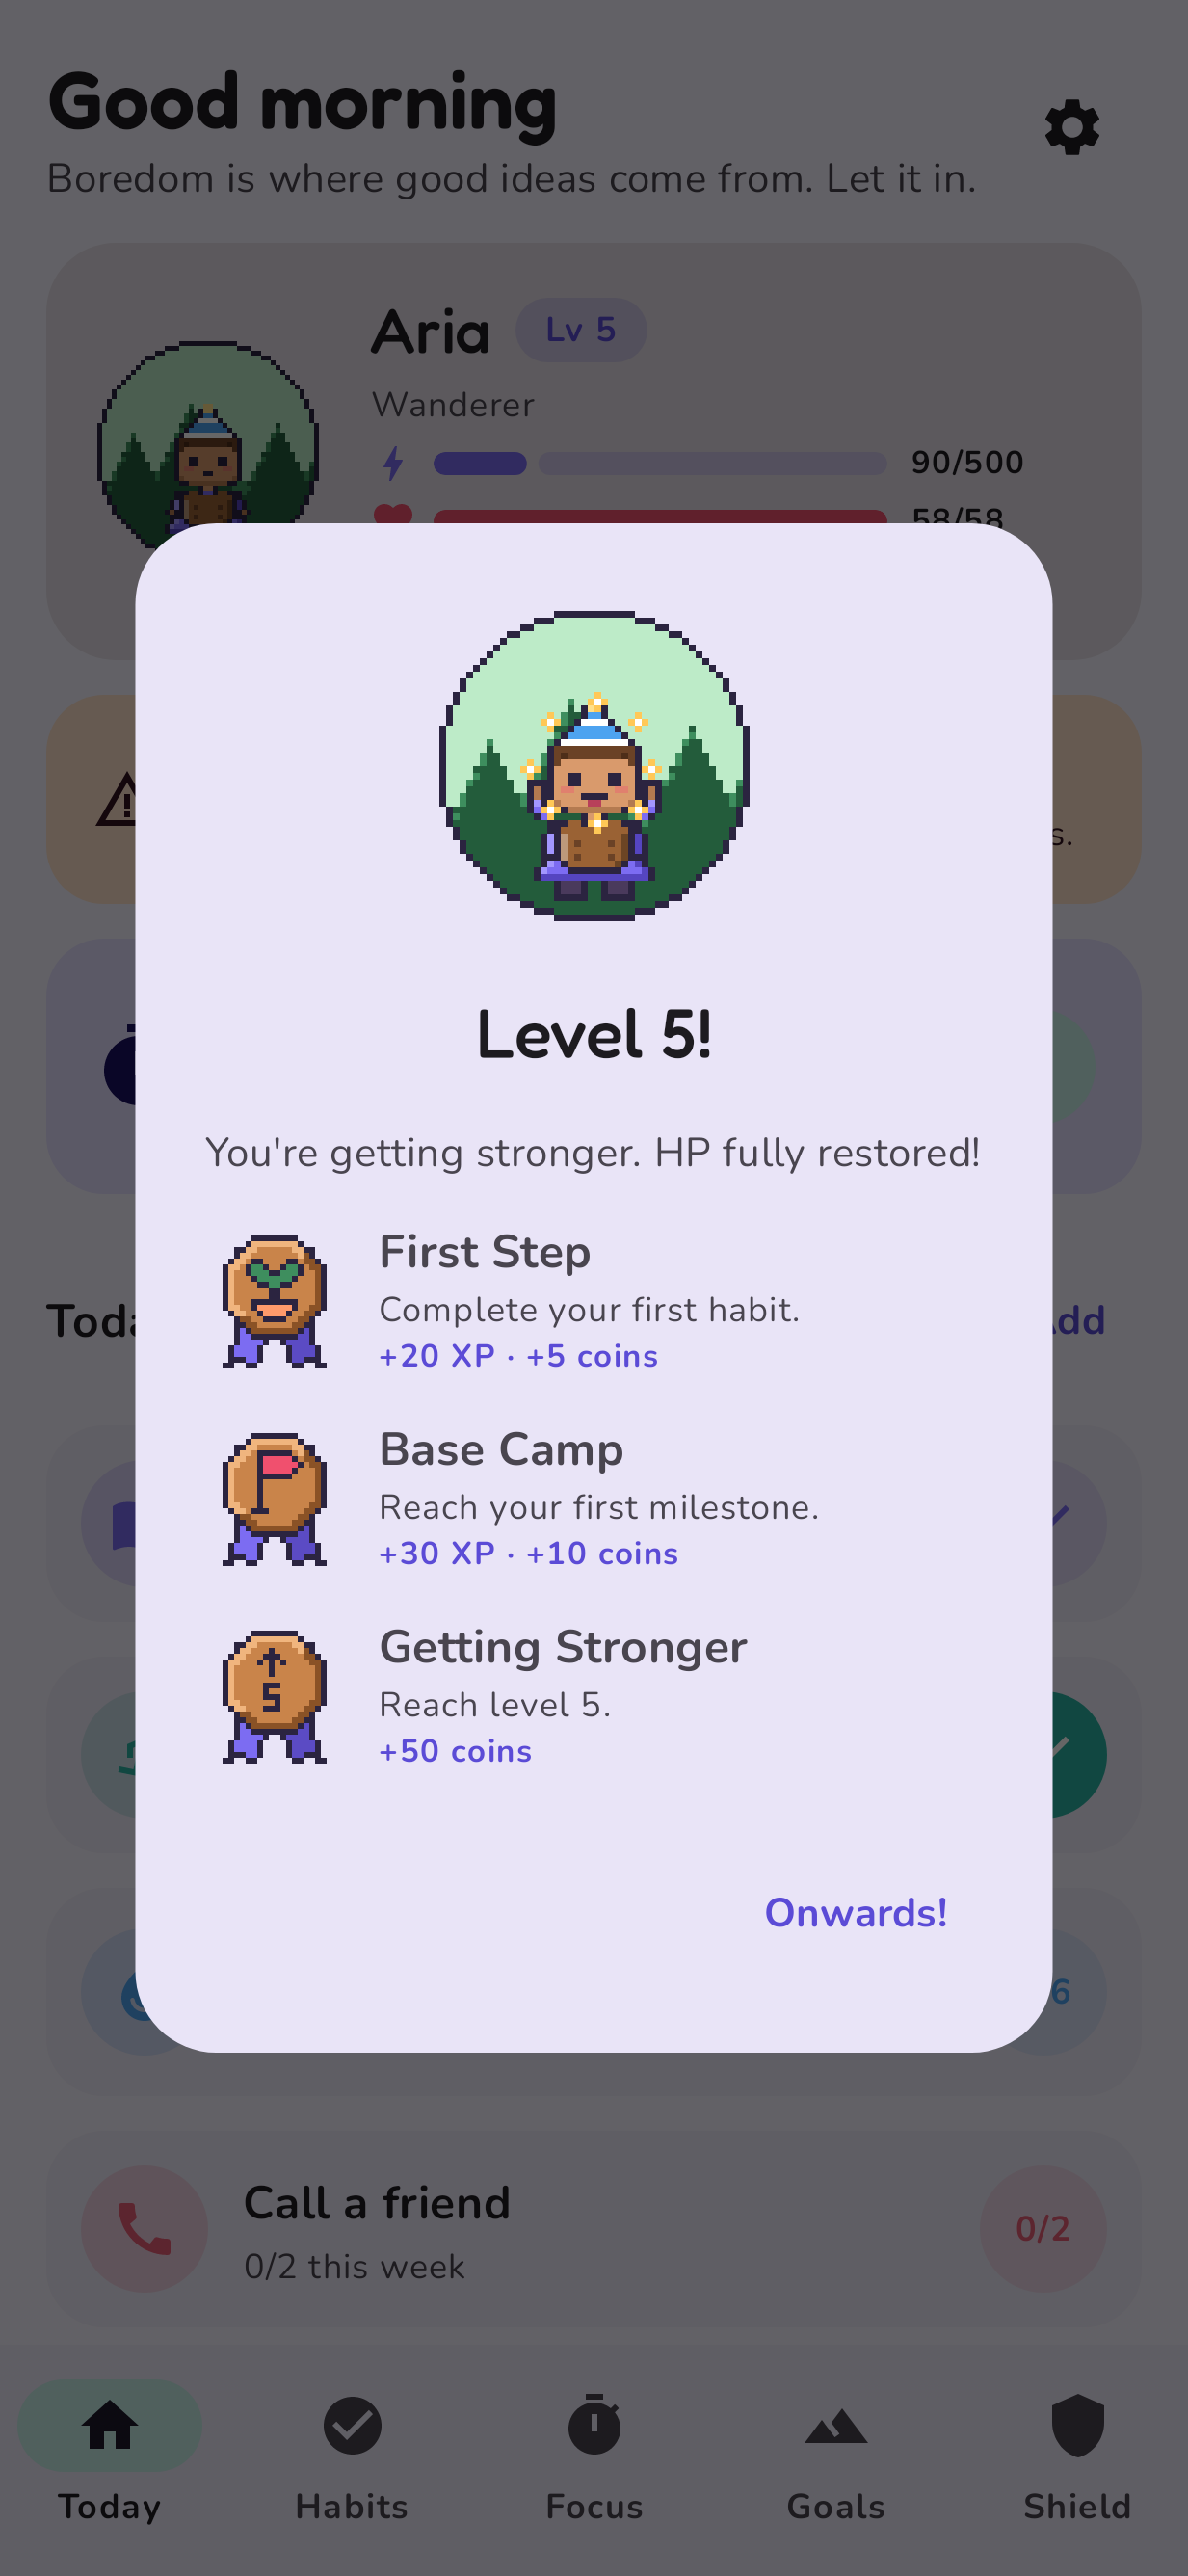 Good morning
Boredom is where good ideas come from. Let it in.
Aria
Lv 5
Wanderer
90/500
58/58
s.
Level 5!
You're getting stronger. HP fully restored!
First Step
Complete your first habit.
+20 XP · +5 coins
Base Camp
Reach your first milestone.
+30 XP · +10 coins
5
Getting Stronger
Reach level 5.
+50 coins
Onwards!
6
Call a friend
0/2 this week
0/2
Today
Habits
Focus
Goals
Shield